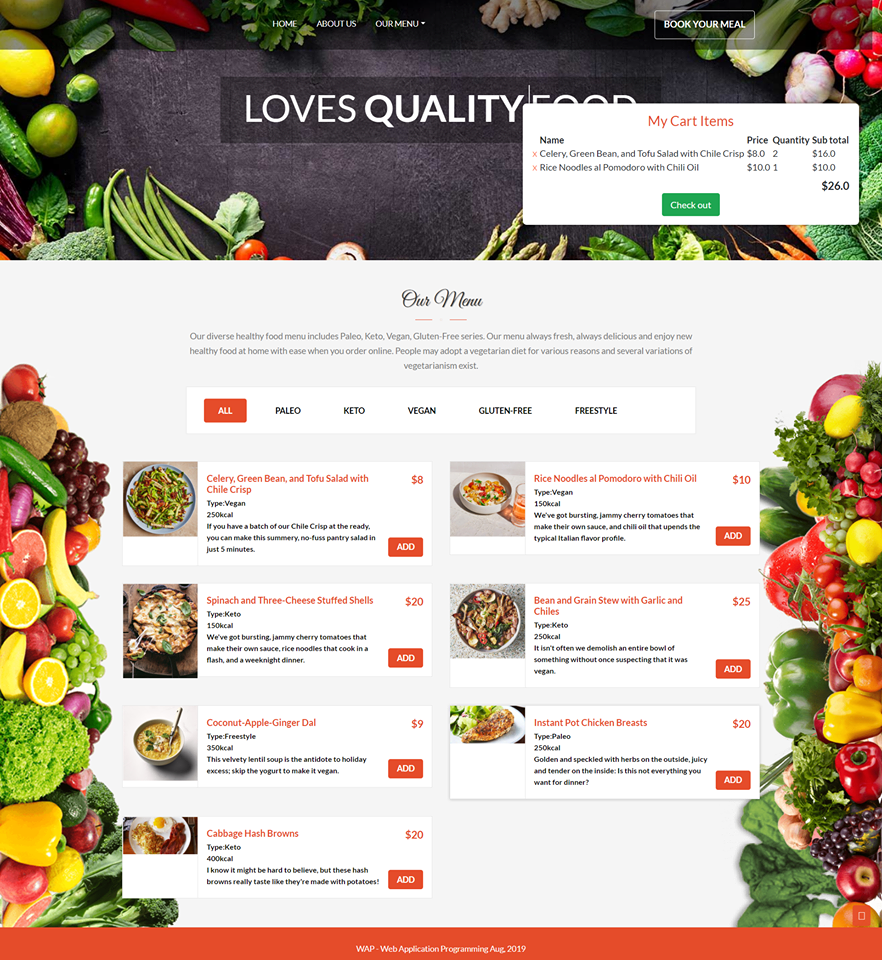 HOME ABOUT US OUR MENU BOOK YOUR MEAL
LOVES QUALITY FOOD
My Cart Items
Name Price Quantity Sub total
x Celery, Green Bean, and Tofu Salad with Chile Crisp $8.0 2 $16.0
x Rice Noodles al Pomodoro with Chili Oil $10.0 1 $10.0
$26.0
Check out
Our Menu
Our diverse healthy food menu includes Paleo, Keto, Vegan, Gluten-Free series. Our menu always fresh, always delicious and enjoy new
healthy food at home with ease when you order online. People may adopt a vegetarian diet for various reasons and several variations of
vegetarianism exist.
ALL PALEO KETO VEGAN GLUTEN-FREE FREESTYLE
Celery, Green Bean, and Tofu Salad with $8
Chile Crisp
Type:Vegan
250kcal
If you have a batch of our Chile Crisp at the ready,
you can make this summery, no-fuss pantry salad in
just 5 minutes.
ADD
Rice Noodles al Pomodoro with Chili Oil $10
Type:Vegan
150kcal
We've got bursting, jammy cherry tomatoes that
make their own sauce, and chili oil that upends the
typical Italian flavor profile.
ADD
Spinach and Three-Cheese Stuffed Shells $20
Type:Keto
150kcal
We've got bursting, jammy cherry tomatoes that
make their own sauce, rice noodles that cook in a
flash, and a weeknight dinner.
ADD
Bean and Grain Stew with Garlic and $25
Chiles
Type:Keto
250kcal
It isn't often we demolish an entire bowl of
something without once suspecting that it was
vegan.
ADD
Coconut-Apple-Ginger Dal $9
Type:Freestyle
350kcal
This velvety lentil soup is the antidote to holiday
excess; skip the yogurt to make it vegan.
ADD
Instant Pot Chicken Breasts $20
Type:Paleo
250kcal
Golden and speckled with herbs on the outside, juicy
and tender on the inside: Is this not everything you
want for dinner?
ADD
Cabbage Hash Browns $20
Type:Keto
400kcal
I know it might be hard to believe, but these hash
browns really taste like they're made with potatoes!
ADD
WAP - Web Application Programming Aug, 2019